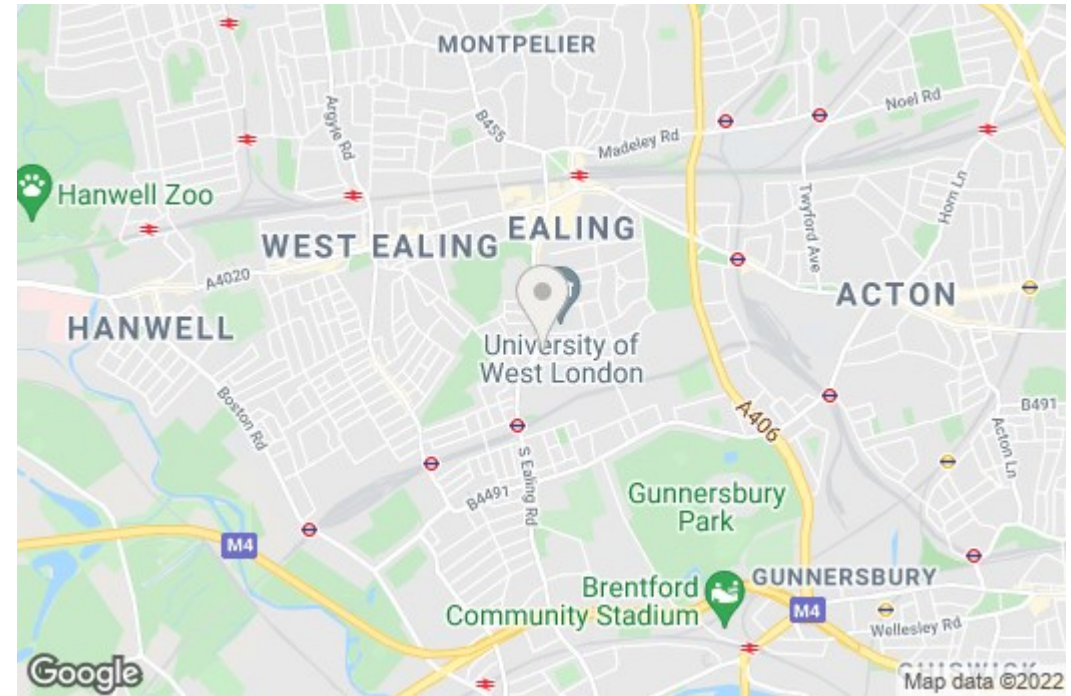 MONTPELIER
Noel Rd
Argyle Rd
B455
Madeley Rd
Hanwell Zoo
Horn Ln
Twyford Ave
EALING
WEST EALING
A4020
ACTON
HANWELL
University of
West London
Boston Rd
A406
B491
Acton Ln
S Ealing Rd
B4491
Gunnersbury
Park
M4
Brentford
Community Stadium
GUNNERSBURY
M4
Wellesley Rd
CHISWICK
Google
Map data ©2022